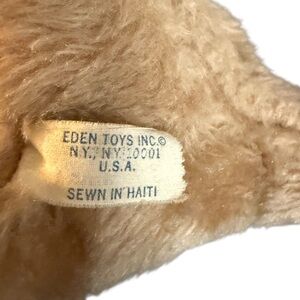 EDEN TOYS INC.©
N.Y., N.Y. 10001
U.S.A.
SEWN IN HAITI